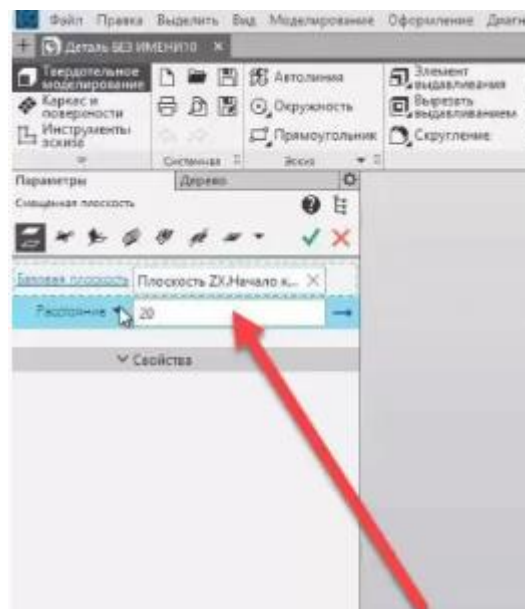 Файл Правка Выделить Вид Моделирование Оформление Диагн
Деталь БЕЗ ИМЕНИ10 ×
Твердотельное моделирование
Каркас и поверхности
Инструменты эскиза
Системная
Автолиния
Окружность
Прямоугольник
Эскиз
Элемент выдавливания
Вырезать выдавливанием
Скругление
Параметры Дерево
Смещенная плоскость
Базовая плоскость Плоскость ZX.Начало к...
Расстояние 20
Свойства